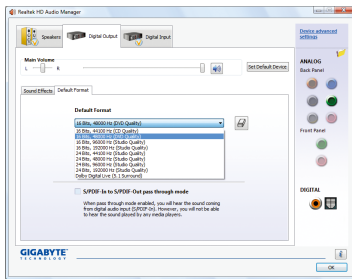 Realtek HD Audio Manager
Speakers
Digital Output
Digital Input
Device advanced
settings
Main Volume
L
R
Set Default Device
ANALOG
Back Panel
Sound Effects
Default Format
Default Format
16 Bits, 48000 Hz (DVD Quality)
16 Bits, 44100 Hz (CD Quality)
16 Bits, 48000 Hz (DVD Quality)
16 Bits, 96000 Hz (Studio Quality)
16 Bits, 192000 Hz (Studio Quality)
24 Bits, 44100 Hz (Studio Quality)
24 Bits, 48000 Hz (Studio Quality)
24 Bits, 96000 Hz (Studio Quality)
24 Bits, 192000 Hz (Studio Quality)
Dolby Digital Live (5.1 Surround)
Front Panel
S/PDIF-In to S/PDIF-Out pass through mode
When pass through mode enabled, you will hear the sound coming
from digital audio input (S/PDIF-In). However, you will not be able
to hear the sound played by any media players.
DIGITAL
GIGABYTE™
TECHNOLOGY
i
OK